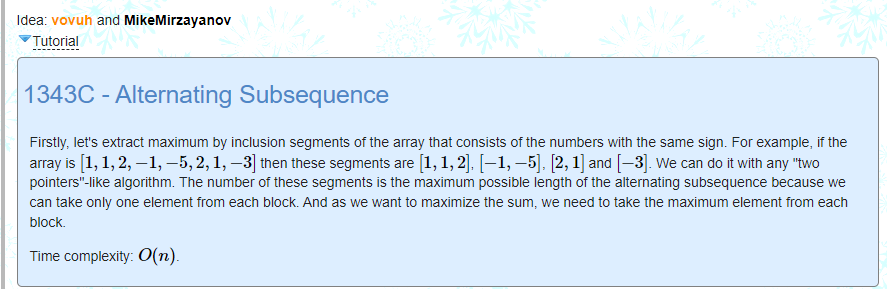 Idea: vovuh and MikeMirzayanov
Tutorial
1343C - Alternating Subsequence
Firstly, let's extract maximum by inclusion segments of the array that consists of the numbers with the same sign. For example, if the
array is [1, 1, 2, −1, −5, 2, 1, −3] then these segments are [1, 1, 2], [−1, −5], [2, 1] and [−3]. We can do it with any "two
pointers"-like algorithm. The number of these segments is the maximum possible length of the alternating subsequence because we
can take only one element from each block. And as we want to maximize the sum, we need to take the maximum element from each
block.
Time complexity: O(n).